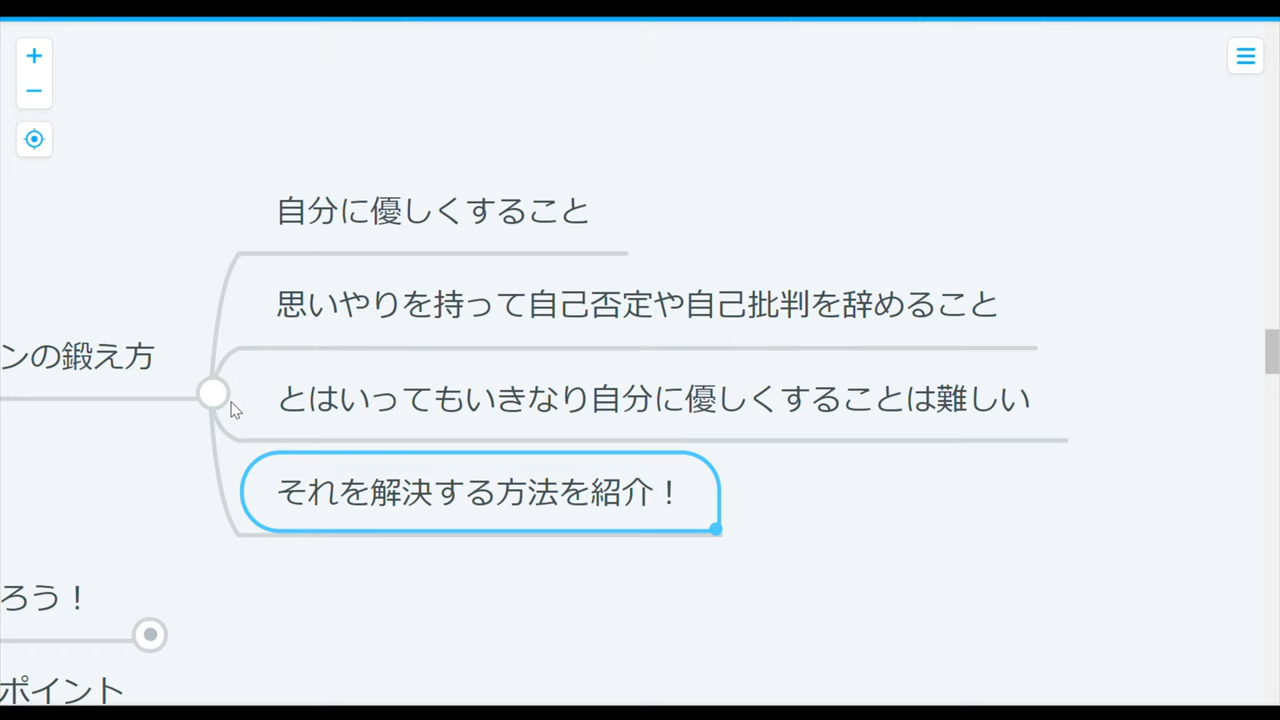 自分に優しくすること
思いやりを持って自己否定や自己批判を辞めること
ンの鍛え方
とはいってもいきなり自分に優しくすることは難しい
それを解決する方法を紹介！
ろう！
ポイント